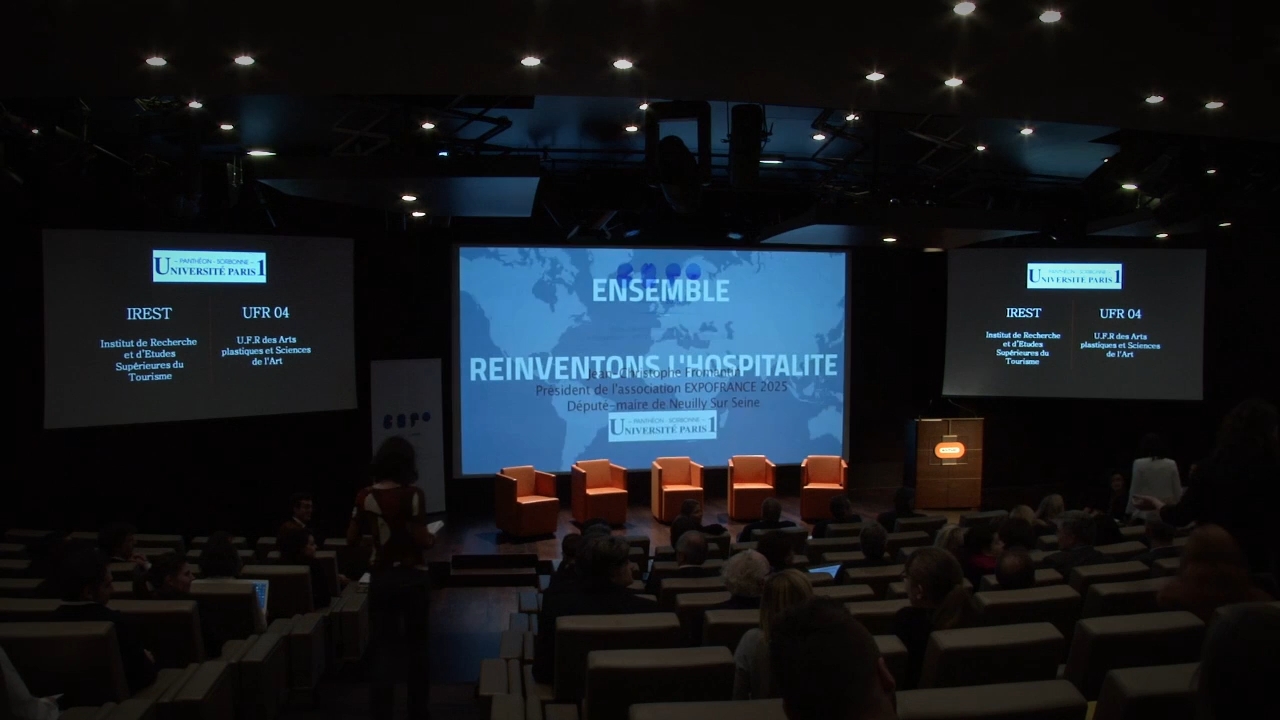 - PANTHÉON - SORBONNE -
UNIVERSITÉ PARIS 1
IREST
Institut de Recherche
et d'Etudes
Supérieures du
Tourisme
UFR 04
U.F.R des Arts
plastiques et Sciences
de l'Art
ENSEMBLE
REINVENTONS L'HOSPITALITE
Jean-Christophe Fromantin
Président de l'association EXPOFRANCE 2025
Député-maire de Neuilly Sur Seine
- PANTHÉON - SORBONNE -
UNIVERSITÉ PARIS 1
- PANTHÉON - SORBONNE -
UNIVERSITÉ PARIS 1
IREST
Institut de Recherche
et d'Etudes
Supérieures du
Tourisme
UFR 04
U.F.R des Arts
plastiques et Sciences
de l'Art